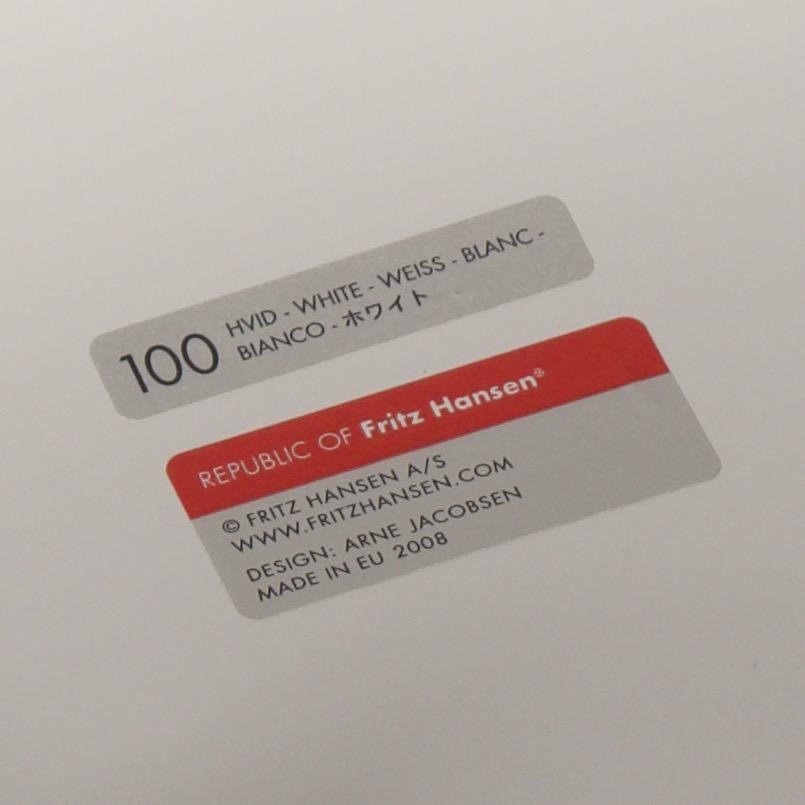 100
HVID - WHITE - WEISS - BLANC -
BIANCO - ホワイト
REPUBLIC OF Fritz Hansen®
© FRITZ HANSEN A/S
WWW.FRITZHANSEN.COM
DESIGN: ARNE JACOBSEN
MADE IN EU 2008